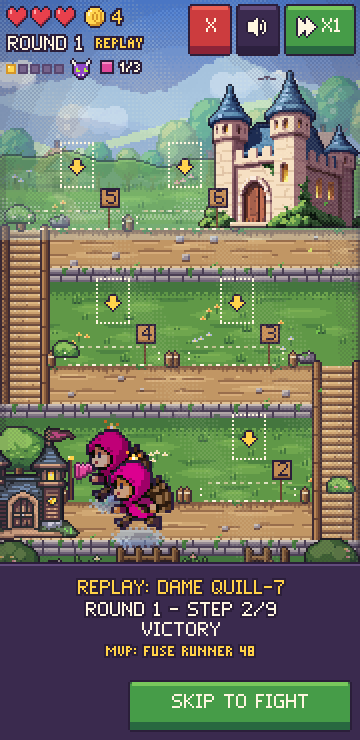 4
X
X1
ROUND 1 REPLAY
1/3
5
6
4
3
2
REPLAY: DAME QUILL-7
ROUND 1 - STEP 2/9
VICTORY
MVP: FUSE RUNNER 48
SKIP TO FIGHT